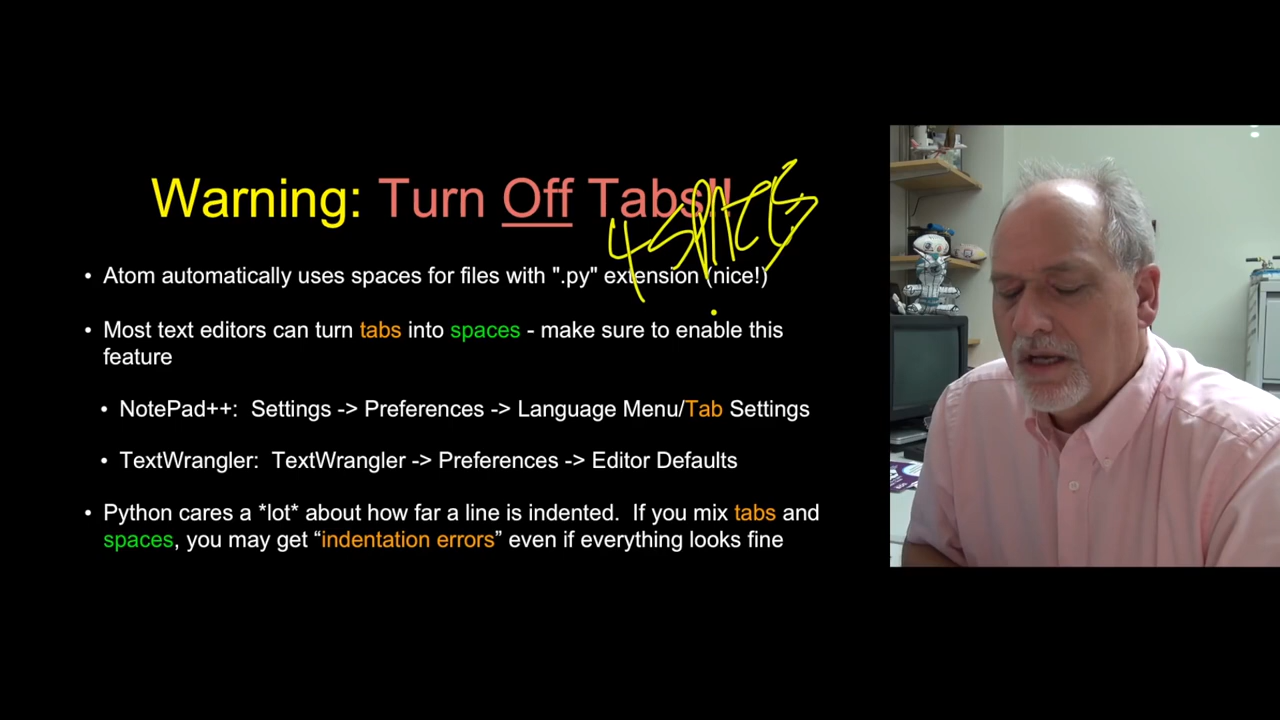 Warning: Turn Off Tabs!!
4 spaces
• Atom automatically uses spaces for files with ".py" extension (nice!)
• Most text editors can turn tabs into spaces - make sure to enable this
feature
• NotePad++: Settings -> Preferences -> Language Menu/Tab Settings
• TextWrangler: TextWrangler -> Preferences -> Editor Defaults
• Python cares a *lot* about how far a line is indented. If you mix tabs and
spaces, you may get “indentation errors” even if everything looks fine